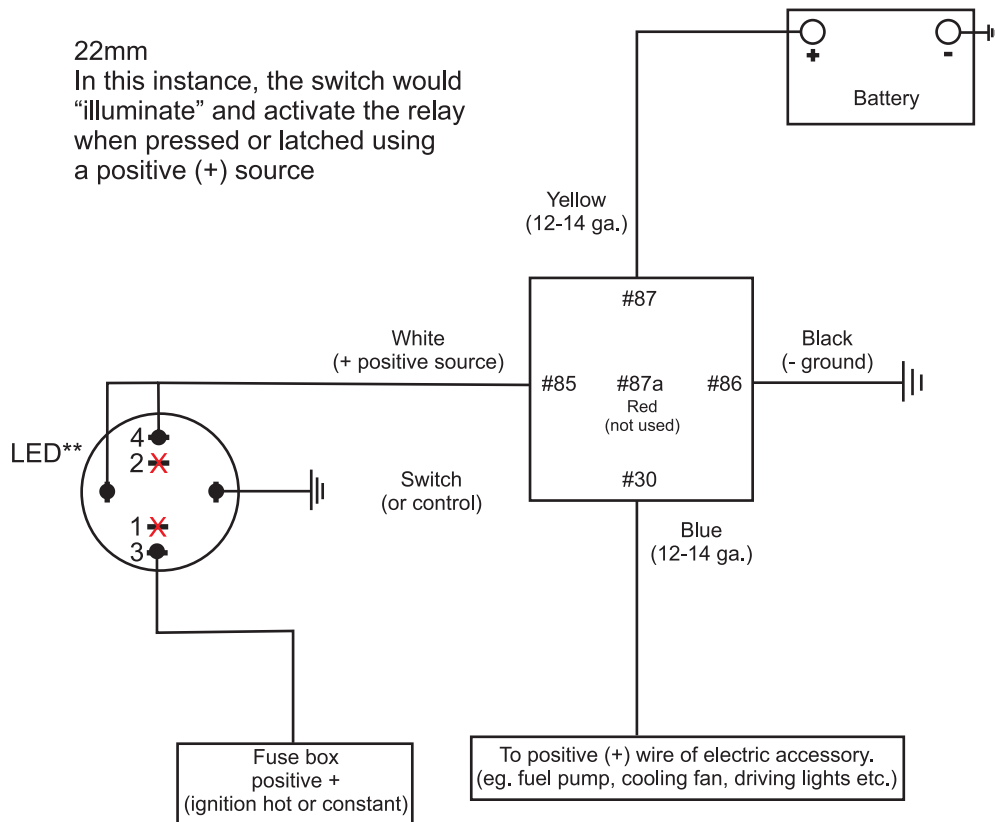 22mm
In this instance, the switch would
“illuminate” and activate the relay
when pressed or latched using
a positive (+) source
+
-
Battery
Yellow
(12-14 ga.)
#87
White
(+ positive source)
Black
(- ground)
#85
#87a
#86
Red
(not used)
#30
LED**
4
2
1
3
Switch
(or control)
Blue
(12-14 ga.)
Fuse box
positive +
(ignition hot or constant)
To positive (+) wire of electric accessory.
(eg. fuel pump, cooling fan, driving lights etc.)